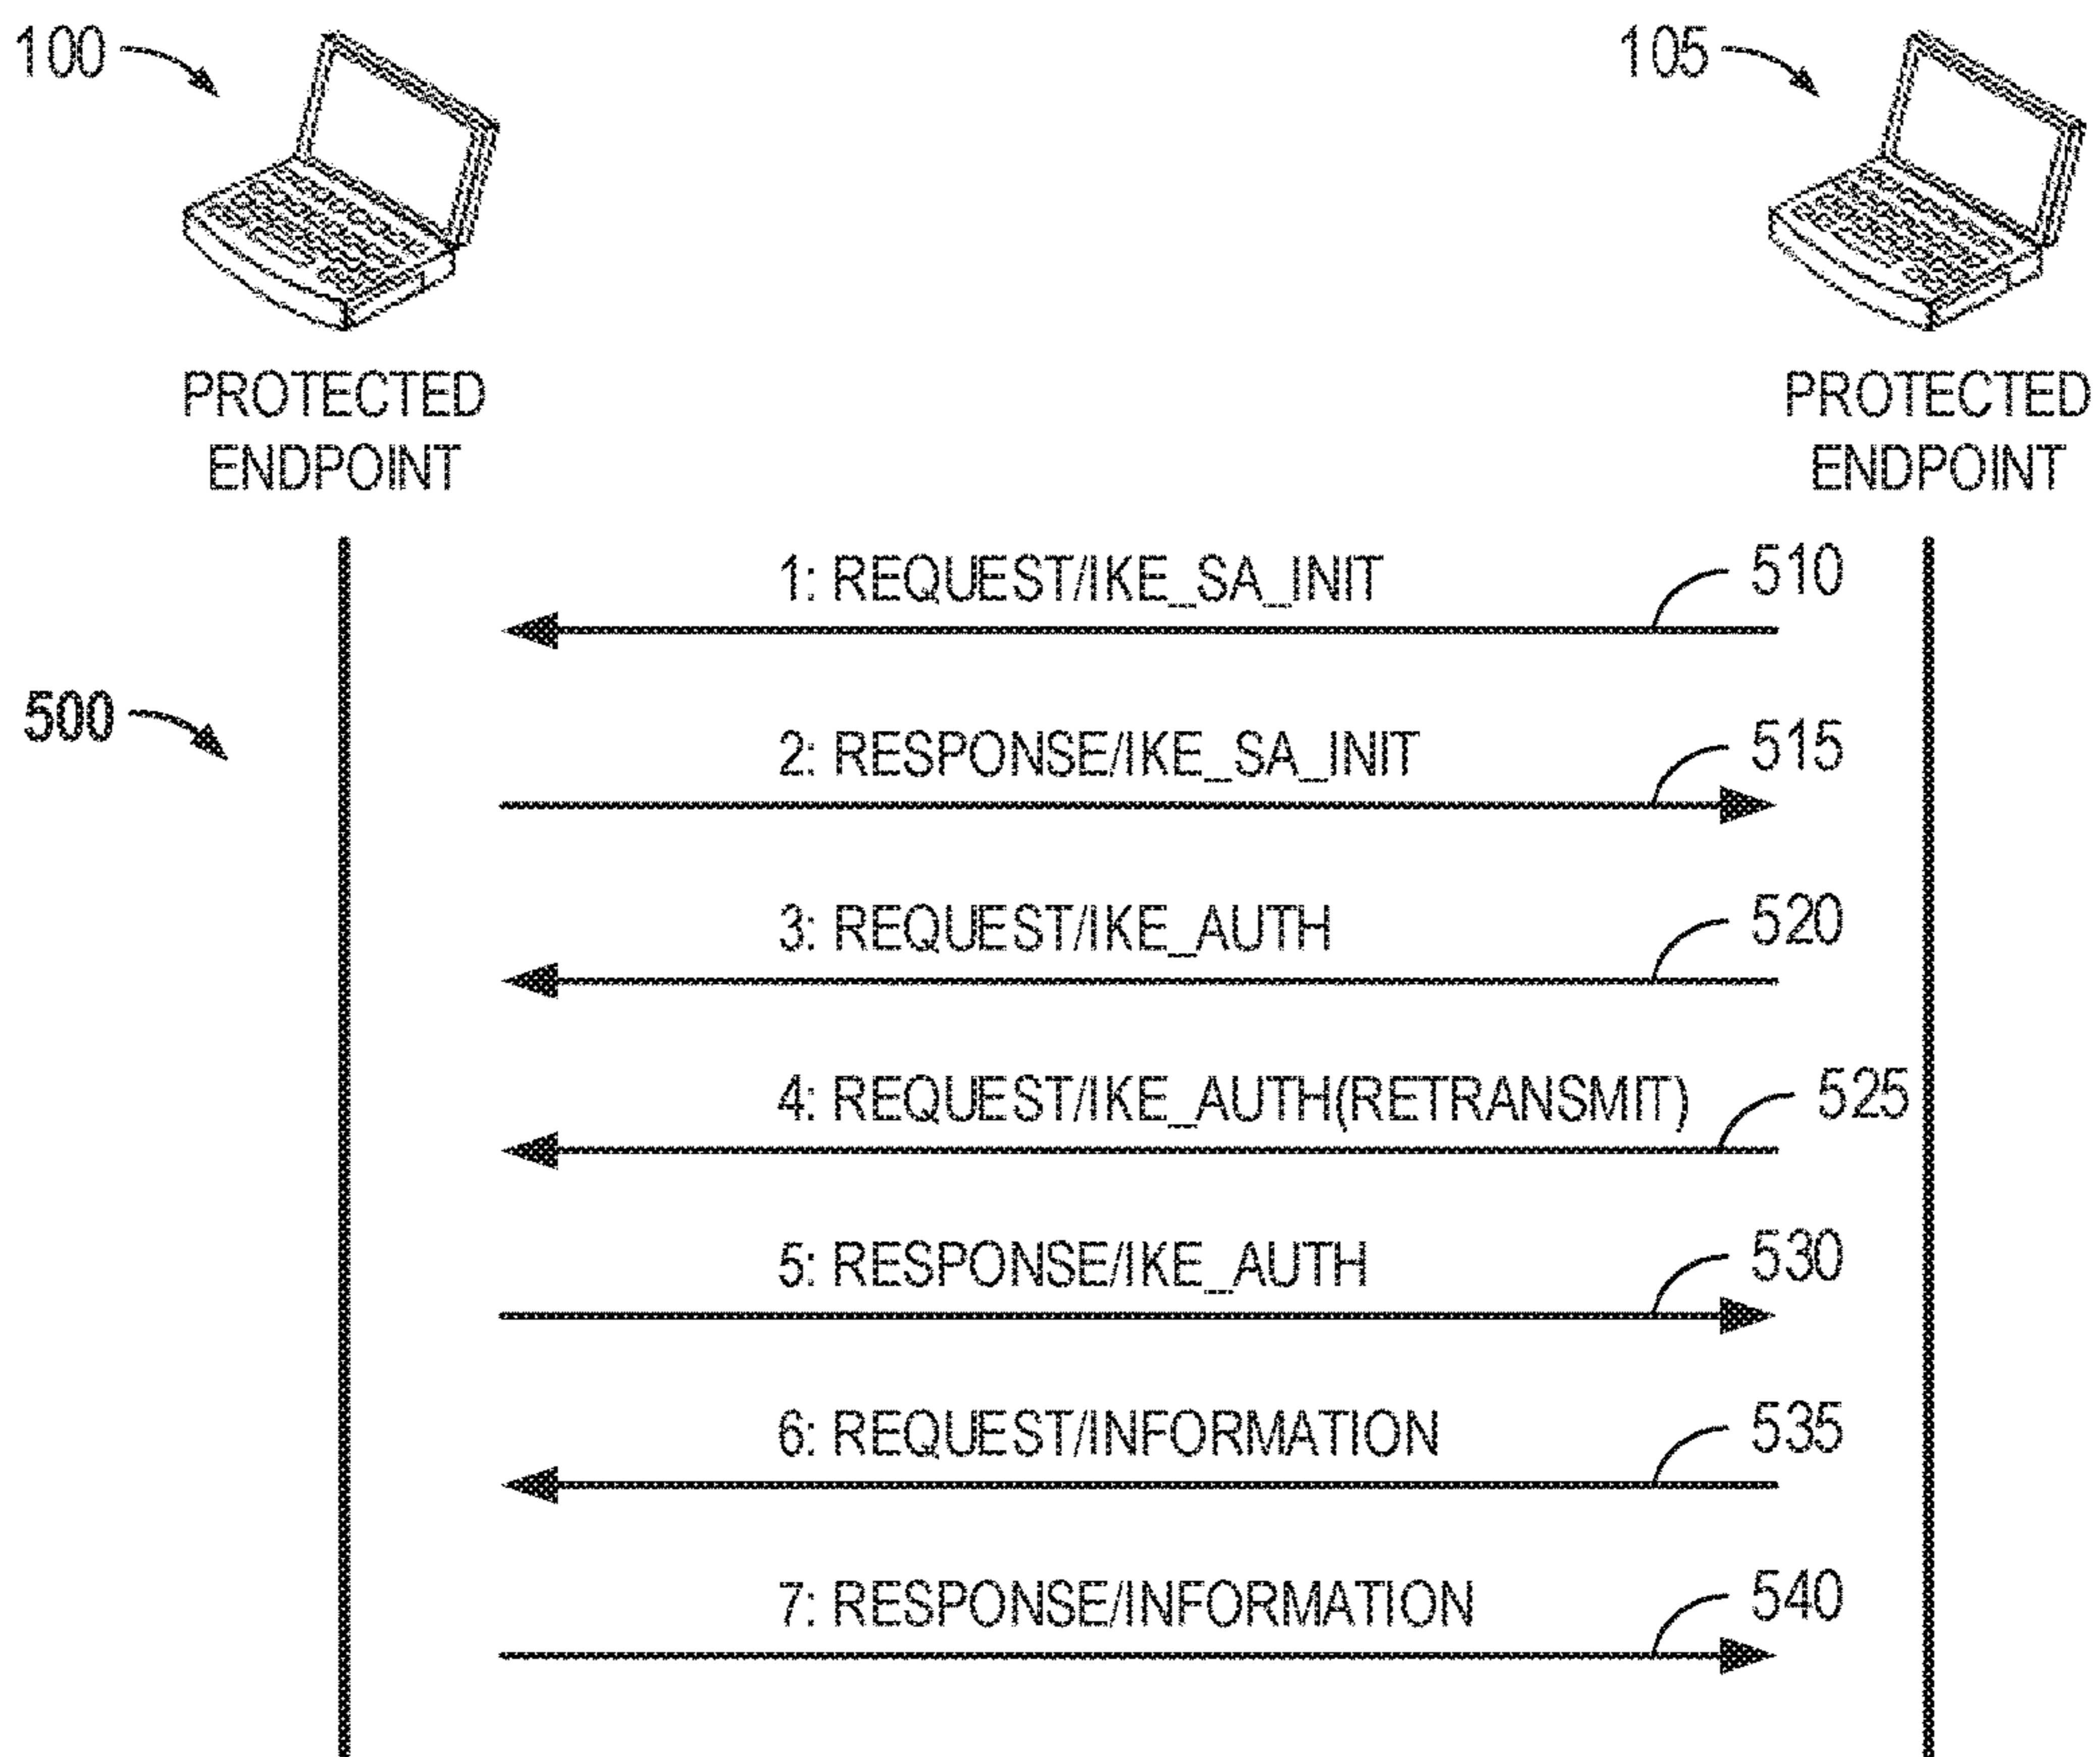 100
105
PROTECTED
ENDPOINT
PROTECTED
ENDPOINT
1: REQUEST/IKE_SA_INIT
510
500
2: RESPONSE/IKE_SA_INIT
515
3: REQUEST/IKE_AUTH
520
4: REQUEST/IKE_AUTH(RETRANSMIT)
525
5: RESPONSE/IKE_AUTH
530
6: REQUEST/INFORMATION
535
7: RESPONSE/INFORMATION
540